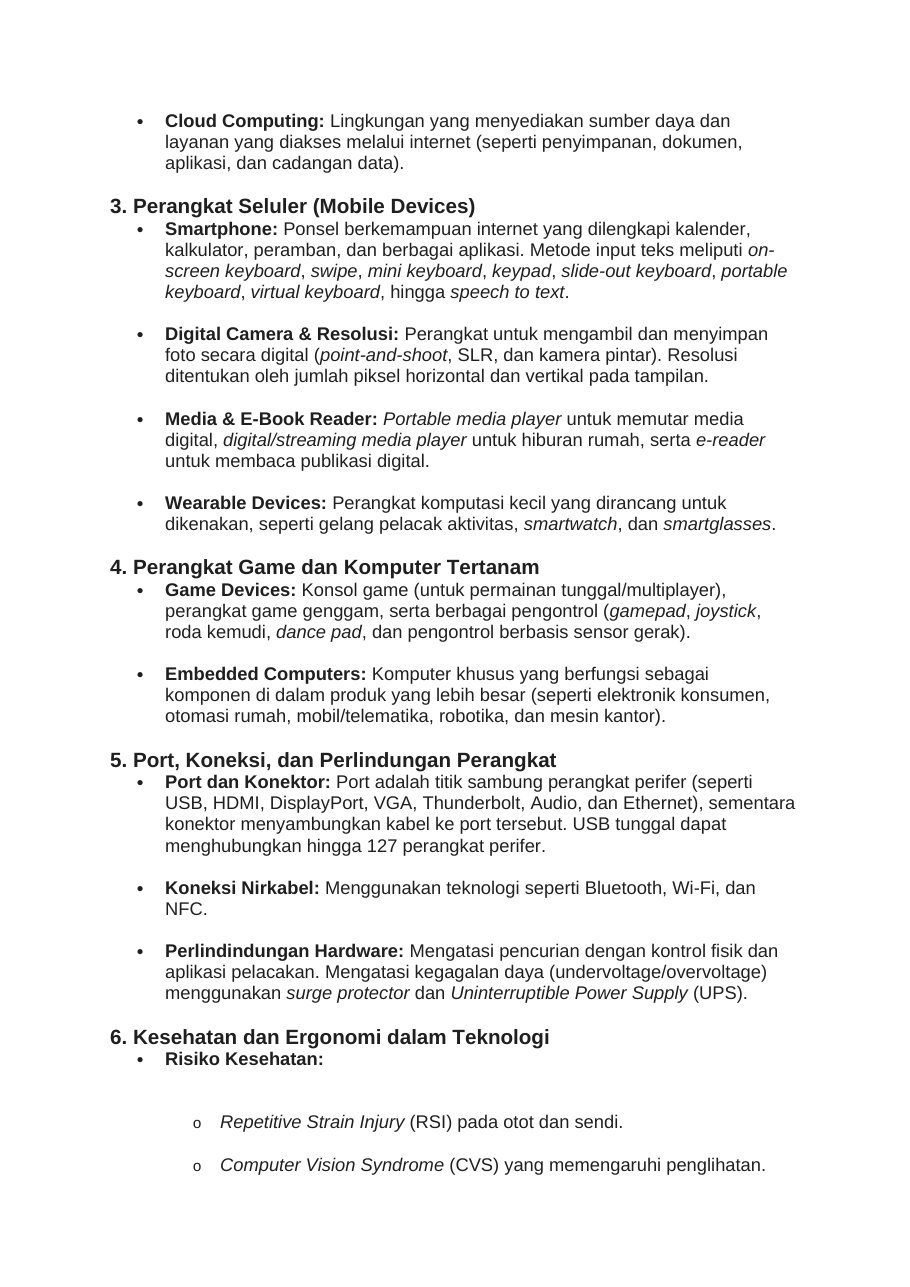 • Cloud Computing: Lingkungan yang menyediakan sumber daya dan
layanan yang diakses melalui internet (seperti penyimpanan, dokumen,
aplikasi, dan cadangan data).
3. Perangkat Seluler (Mobile Devices)
• Smartphone: Ponsel berkemampuan internet yang dilengkapi kalender,
kalkulator, peramban, dan berbagai aplikasi. Metode input teks meliputi on-
screen keyboard, swipe, mini keyboard, keypad, slide-out keyboard, portable
keyboard, virtual keyboard, hingga speech to text.
• Digital Camera & Resolusi: Perangkat untuk mengambil dan menyimpan
foto secara digital (point-and-shoot, SLR, dan kamera pintar). Resolusi
ditentukan oleh jumlah piksel horizontal dan vertikal pada tampilan.
• Media & E-Book Reader: Portable media player untuk memutar media
digital, digital/streaming media player untuk hiburan rumah, serta e-reader
untuk membaca publikasi digital.
• Wearable Devices: Perangkat komputasi kecil yang dirancang untuk
dikenakan, seperti gelang pelacak aktivitas, smartwatch, dan smartglasses.
4. Perangkat Game dan Komputer Tertanam
• Game Devices: Konsol game (untuk permainan tunggal/multiplayer),
perangkat game genggam, serta berbagai pengontrol (gamepad, joystick,
roda kemudi, dance pad, dan pengontrol berbasis sensor gerak).
• Embedded Computers: Komputer khusus yang berfungsi sebagai
komponen di dalam produk yang lebih besar (seperti elektronik konsumen,
otomasi rumah, mobil/telematika, robotika, dan mesin kantor).
5. Port, Koneksi, dan Perlindungan Perangkat
• Port dan Konektor: Port adalah titik sambung perangkat perifer (seperti
USB, HDMI, DisplayPort, VGA, Thunderbolt, Audio, dan Ethernet), sementara
konektor menyambungkan kabel ke port tersebut. USB tunggal dapat
menghubungkan hingga 127 perangkat perifer.
• Koneksi Nirkabel: Menggunakan teknologi seperti Bluetooth, Wi-Fi, dan
NFC.
• Perlindindungan Hardware: Mengatasi pencurian dengan kontrol fisik dan
aplikasi pelacakan. Mengatasi kegagalan daya (undervoltage/overvoltage)
menggunakan surge protector dan Uninterruptible Power Supply (UPS).
6. Kesehatan dan Ergonomi dalam Teknologi
• Risiko Kesehatan:
o Repetitive Strain Injury (RSI) pada otot dan sendi.
o Computer Vision Syndrome (CVS) yang memengaruhi penglihatan.